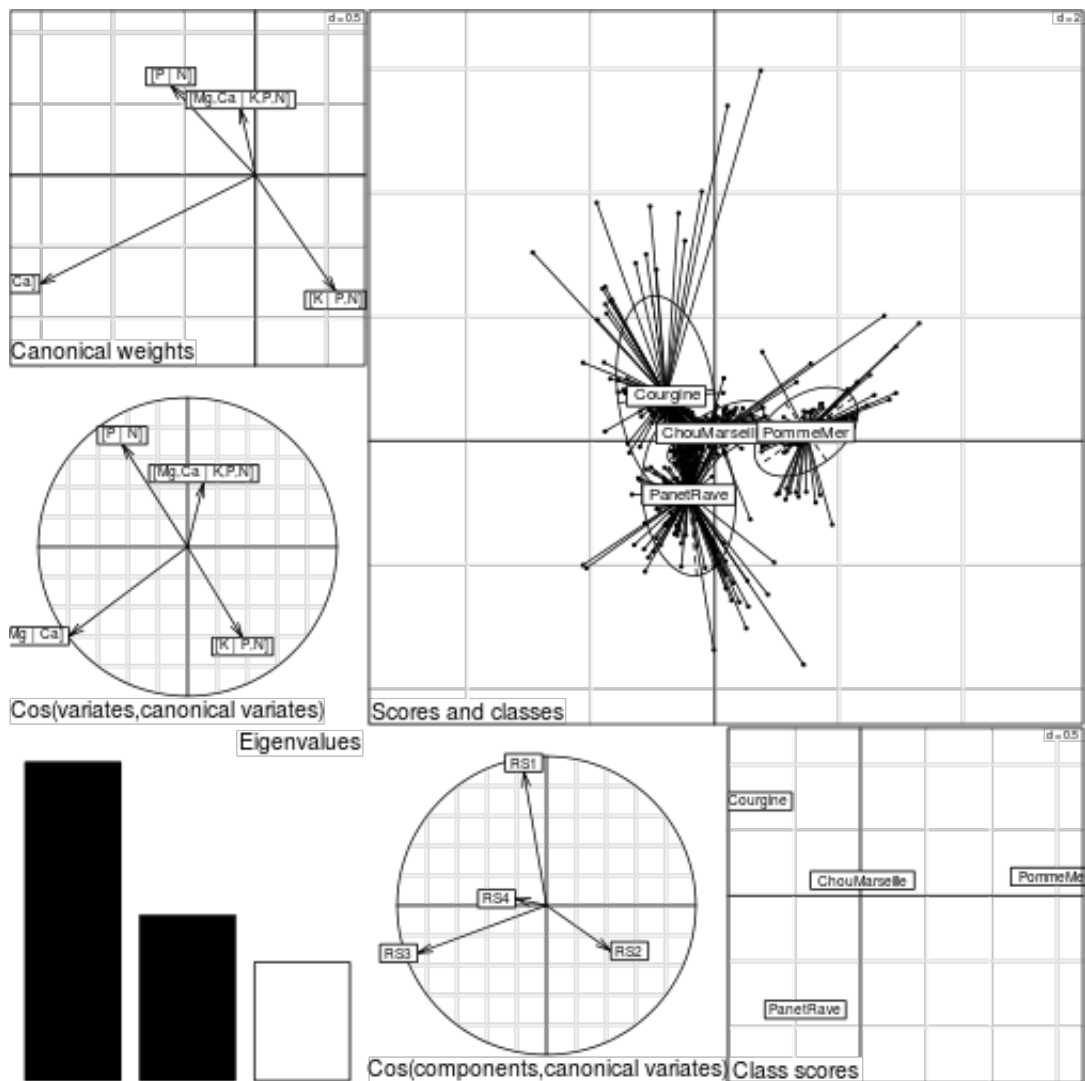 d = 0.5
[P | N]
[Mg.Ca | K.P.N]
Ca]
[K | P.N]
Canonical weights
d = 2
Courgine
ChouMarseil
PommeMer
PanetRave
Scores and classes
[P | N]
[Mg.Ca | K.P.N]
Mg | Ca]
[K | P.N]
Cos(variates,canonical variates)
Eigenvalues
RS1
RS4
RS3
RS2
Cos(components,canonical variates)
d = 0.5
Courgine
ChouMarseille
PommeMe
PanetRave
Class scores